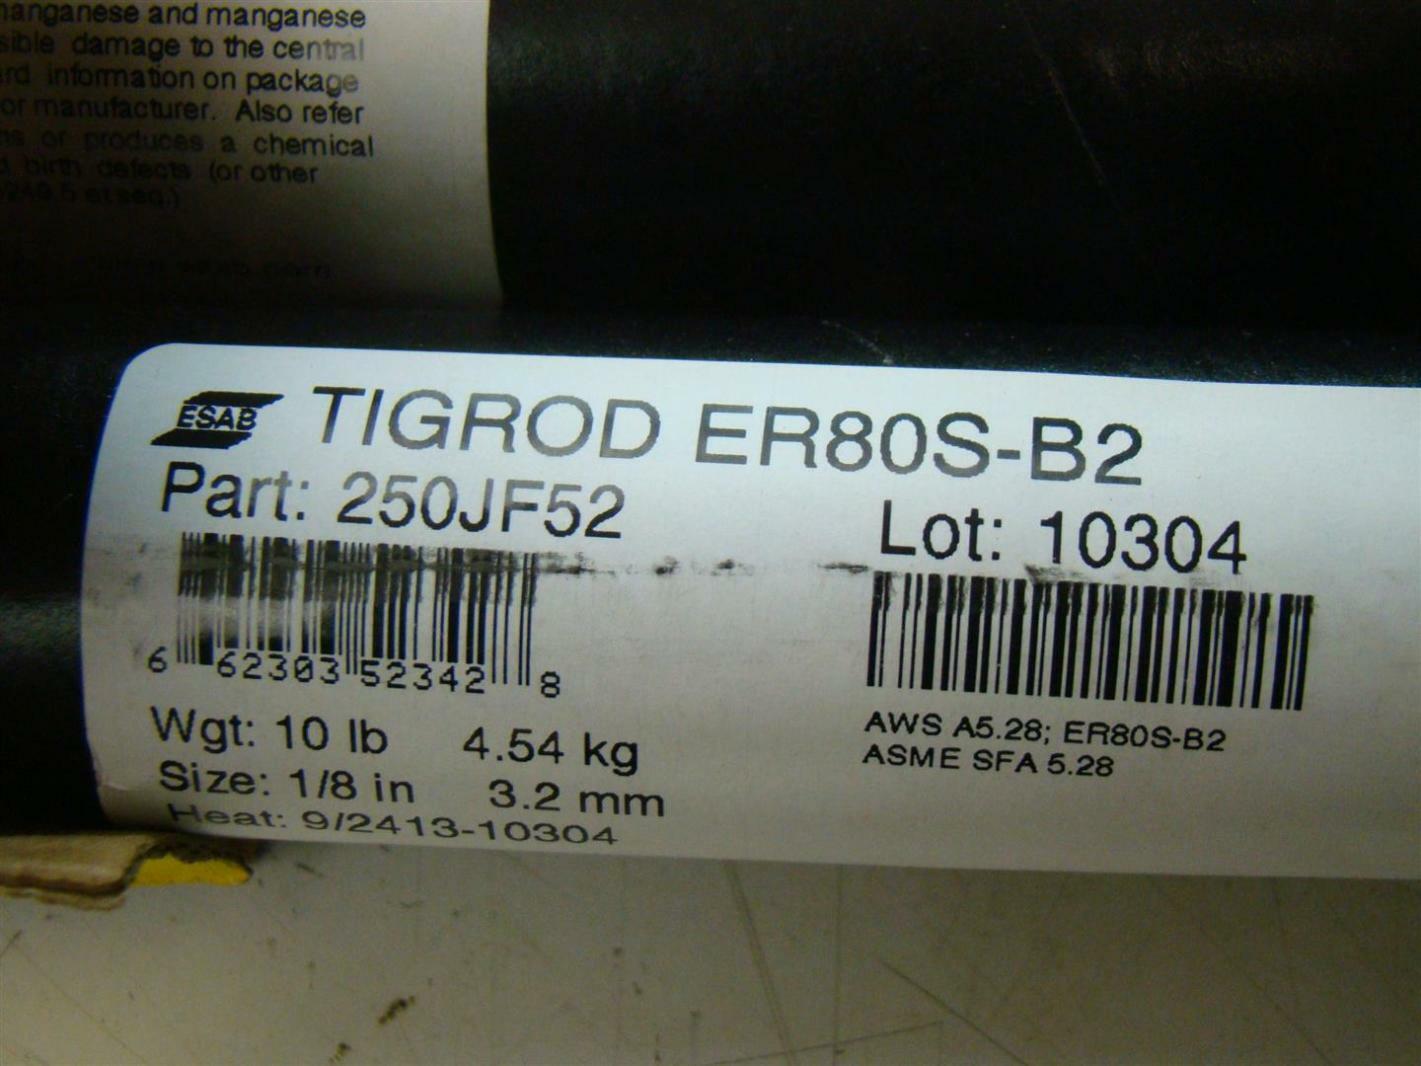 manganese and manganese
damage to the central
information on package
or manufacturer. Also refer
or produces a chemical
birth defects (or other
et seq.)
ESAB
TIGROD ER80S-B2
Part: 250JF52
Lot: 10304
6 62303 52342 8
Wgt: 10 lb 4.54 kg
Size: 1/8 in 3.2 mm
Heat: 9/2413-10304
AWS A5.28; ER80S-B2
ASME SFA 5.28